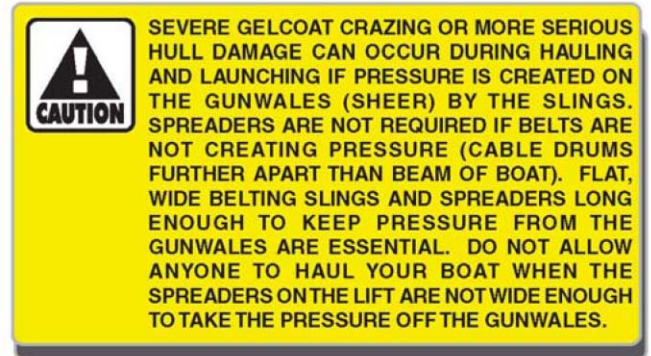 SEVERE GELCOAT CRAZING OR MORE SERIOUS
HULL DAMAGE CAN OCCUR DURING HAULING
AND LAUNCHING IF PRESSURE IS CREATED ON
THE GUNWALES (SHEER) BY THE SLINGS.
SPREADERS ARE NOT REQUIRED IF BELTS ARE
NOT CREATING PRESSURE (CABLE DRUMS
FURTHER APART THAN BEAM OF BOAT). FLAT,
WIDE BELTING SLINGS AND SPREADERS LONG
ENOUGH TO KEEP PRESSURE FROM THE
GUNWALES ARE ESSENTIAL. DO NOT ALLOW
ANYONE TO HAUL YOUR BOAT WHEN THE
SPREADERS ON THE LIFT ARE NOT WIDE ENOUGH
TO TAKE THE PRESSURE OFF THE GUNWALES.
CAUTION